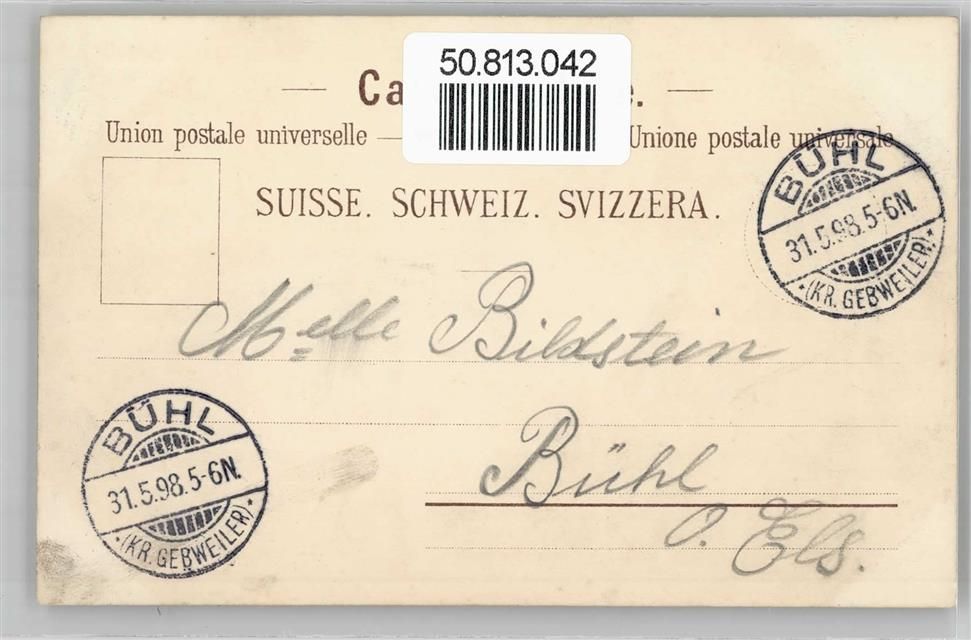 50.813.042
Ca e.
Union postale universelle — Unione postale universale
SUISSE. SCHWEIZ. SVIZZERA.
BÜHL
31.5.98.5-6N.
(KR. GEBWEILER)
Melle Bildstein
Bühl
O. Els.
BÜHL
31.5.98.5-6N.
(KR. GEBWEILER)